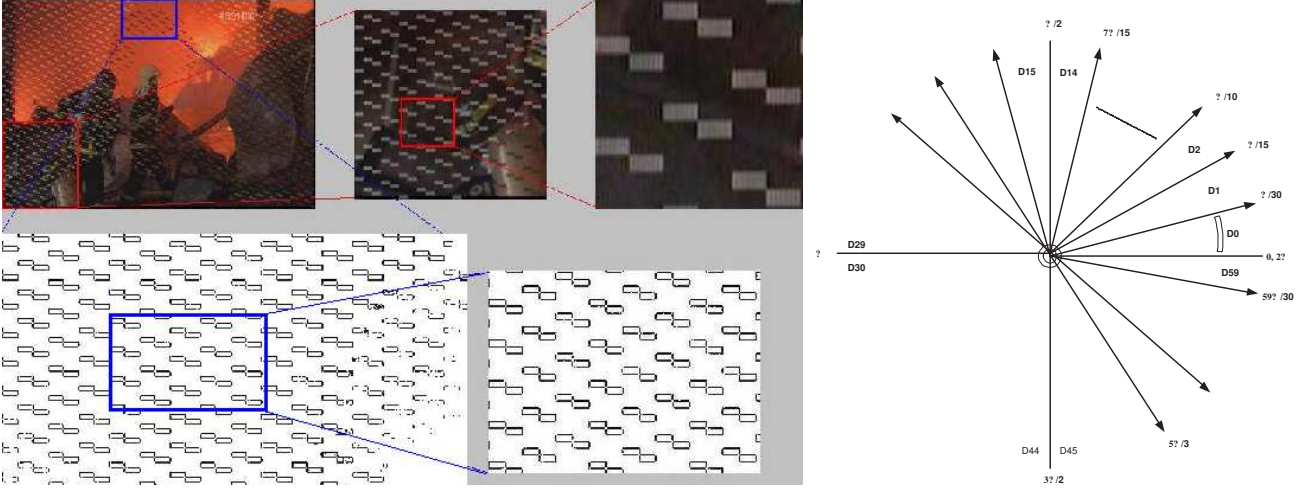 ? /2
7? /15
D15
D14
? /10
D2
? /15
D1
? /30
D0
D29
?
D30
0, 2?
D59
59? /30
5? /3
D44
D45
3? /2